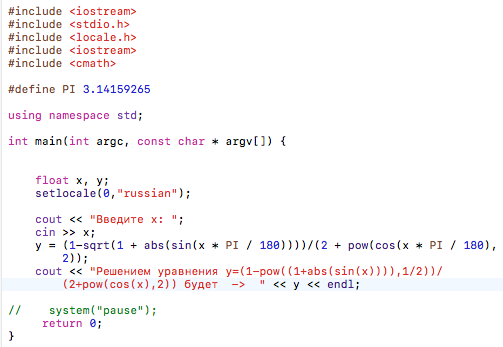 #include <iostream>
#include <stdio.h>
#include <locale.h>
#include <iostream>
#include <cmath>
#define PI 3.14159265
using namespace std;
int main(int argc, const char * argv[]) {
float x, y;
setlocale(0,"russian");
cout << "Введите x: ";
cin >> x;
y = (1-sqrt(1 + abs(sin(x * PI / 180))))/(2 + pow(cos(x * PI / 180),
2));
cout << "Решением уравнения y=(1-pow((1+abs(sin(x)))),1/2))/
(2+pow(cos(x),2)) будет  ->  " << y << endl;
//    system("pause");
return 0;
}